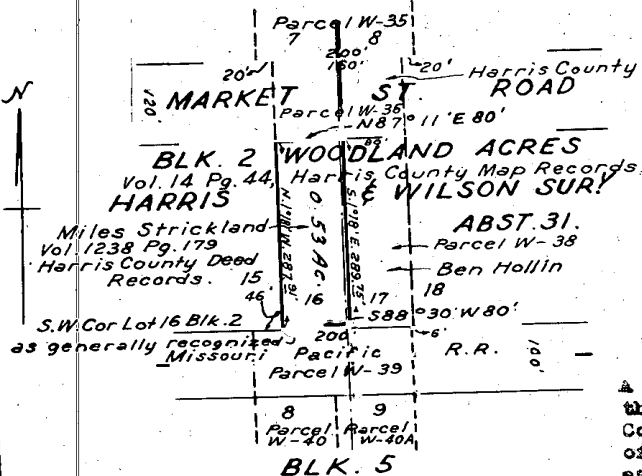 Parcel W-35
7 8
200'
160'
20' 20' Harris County
N
120' MARKET ST. ROAD
Parcel W-36
N87° 11' E 80'
BLK. 2 WOODLAND ACRES
Vol. 14 Pg. 44, Harris County Map Records,
HARRIS & WILSON SUR!
ABST. 31.
Miles Strickland
Vol. 1238 Pg. 179
Harris County Deed
Records. 15
0.53 Ac.
Parcel W-38
Ben Hollin
46' 16 17 18
S88° 30' W 80'
S.W. Cor Lot 16 Blk. 2
as generally recognized
200' 6'
Missouri Pacific R.R. 100'
Parcel W-39
8 9
Parcel Parcel
W-40 W-40A
BLK. 5